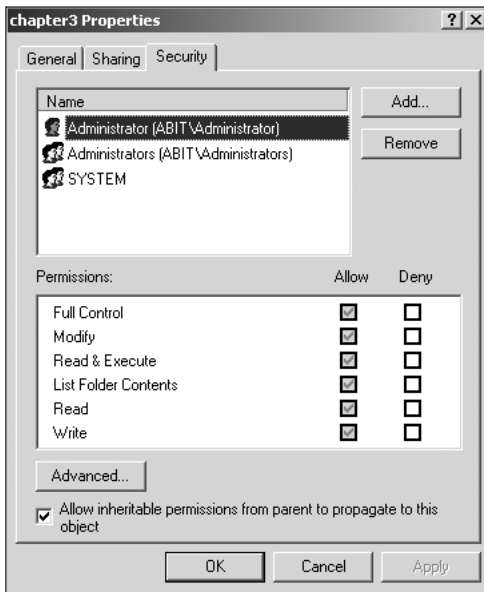 chapter3 Properties
General Sharing Security
Name
Add...
Administrator (ABIT\Administrator)
Administrators (ABIT\Administrators)
SYSTEM
Remove
Permissions: Allow Deny
Full Control
Modify
Read & Execute
List Folder Contents
Read
Write
Advanced...
Allow inheritable permissions from parent to propagate to this
object
OK Cancel Apply